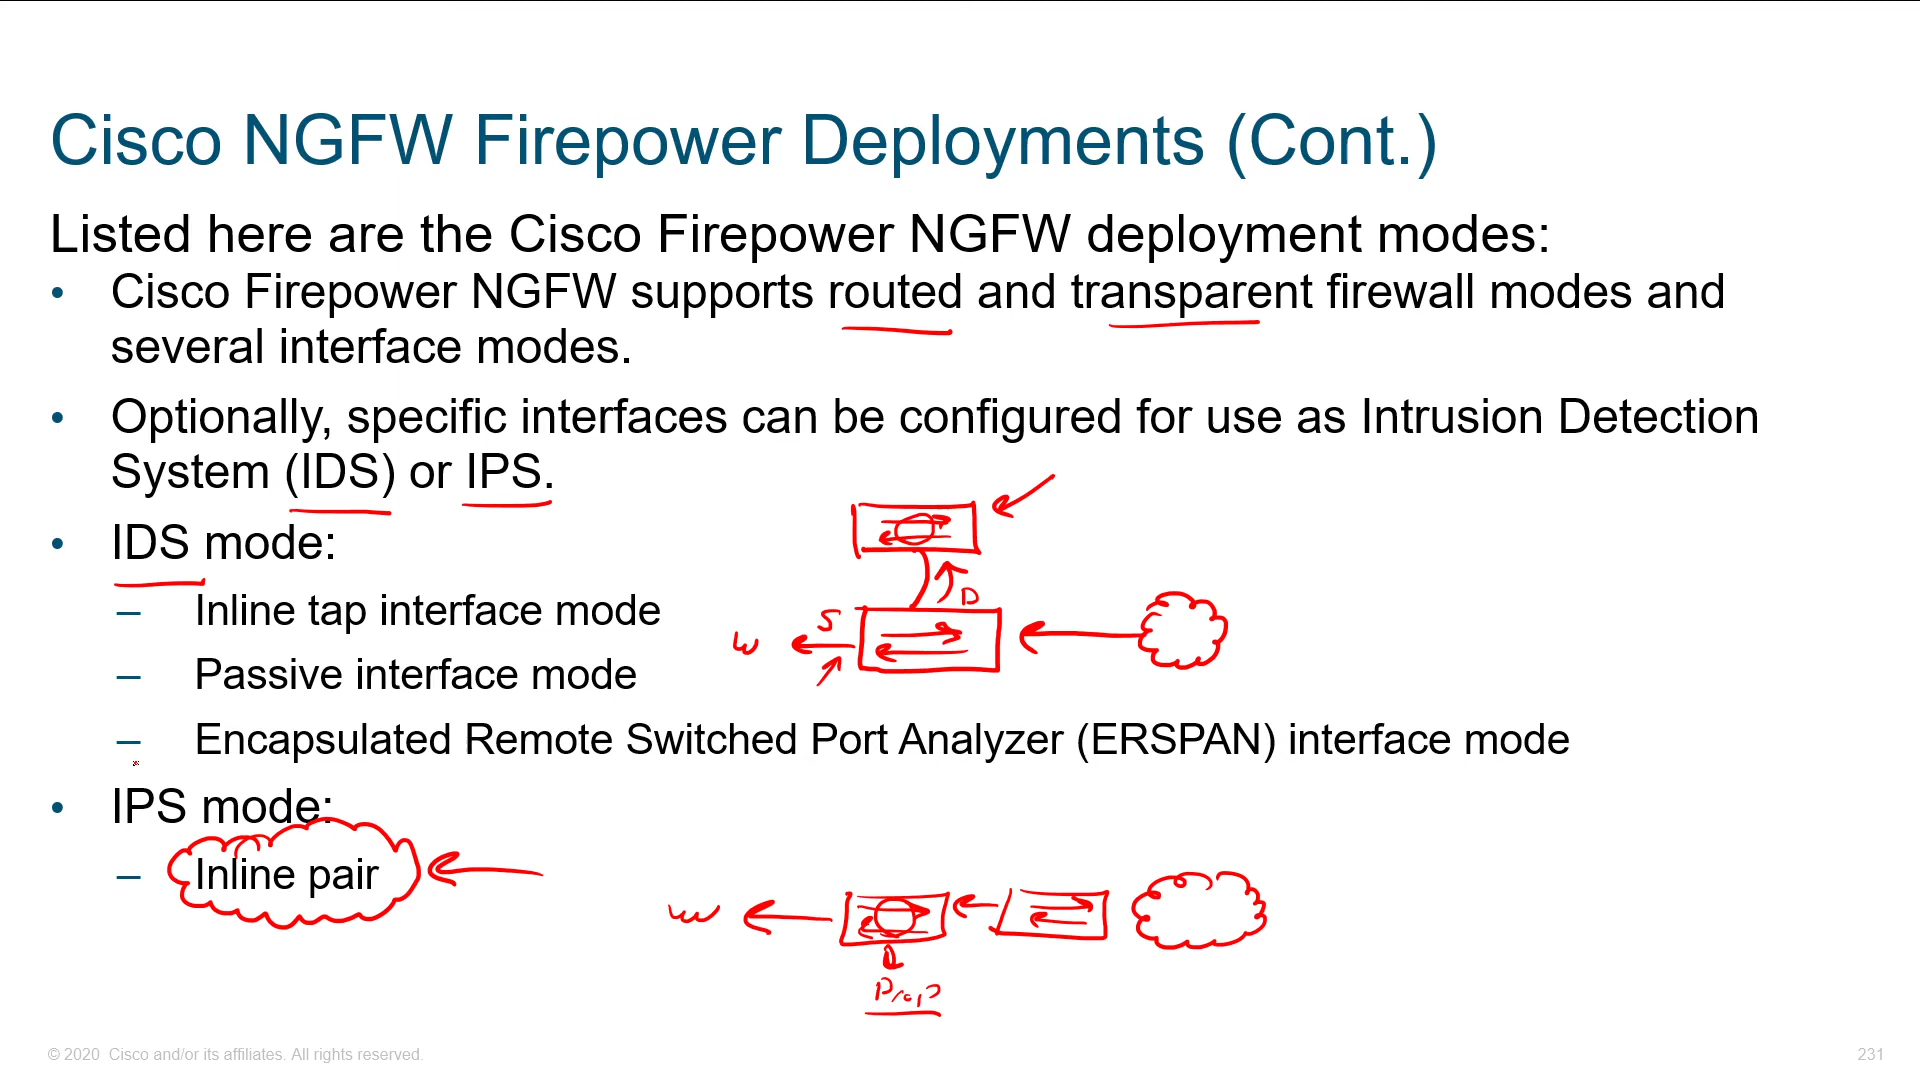 Cisco NGFW Firepower Deployments (Cont.)
Listed here are the Cisco Firepower NGFW deployment modes:
• Cisco Firepower NGFW supports routed and transparent firewall modes and
several interface modes.
• Optionally, specific interfaces can be configured for use as Intrusion Detection
System (IDS) or IPS.
• IDS mode:
– Inline tap interface mode
D
S
W
– Passive interface mode
– Encapsulated Remote Switched Port Analyzer (ERSPAN) interface mode
• IPS mode:
– Inline pair
Drop
© 2020 Cisco and/or its affiliates. All rights reserved.
231